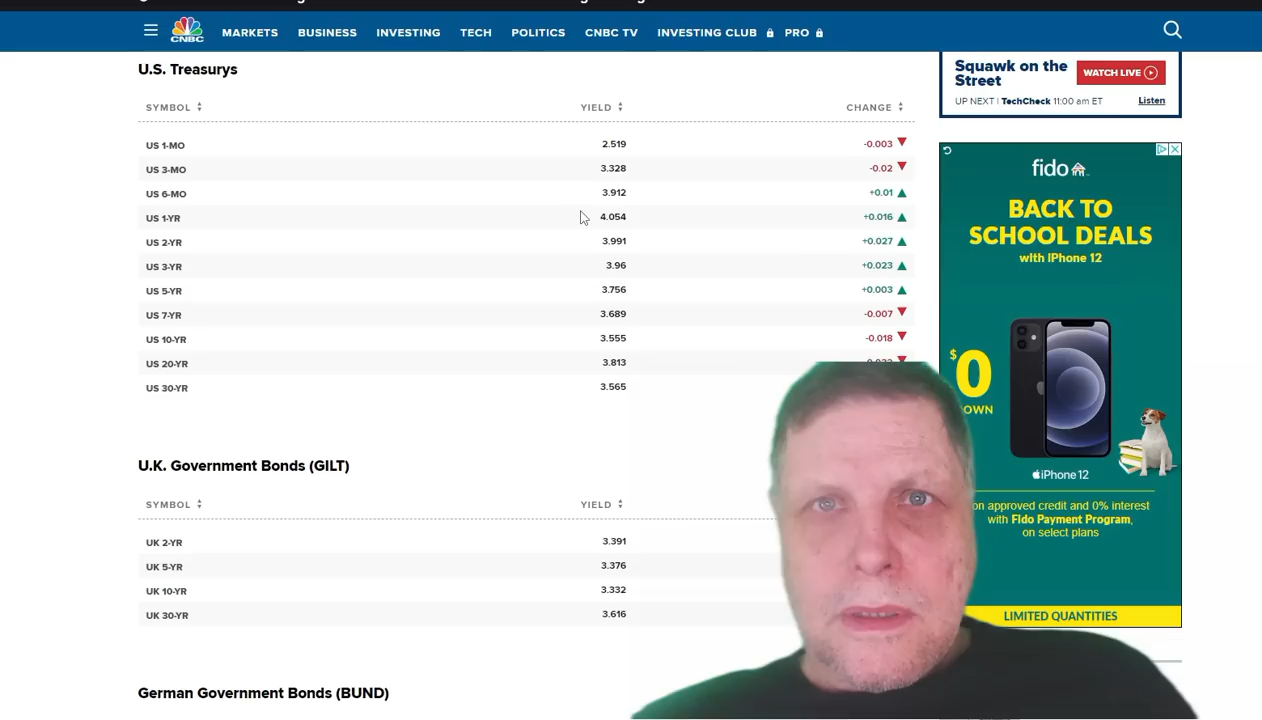 CNBC
MARKETS BUSINESS INVESTING TECH POLITICS CNBC TV INVESTING CLUB PRO
U.S. Treasurys
SYMBOL YIELD CHANGE
US 1-MO 2.519 -0.003
US 3-MO 3.328 -0.02
US 6-MO 3.912 +0.01
US 1-YR 4.054 +0.016
US 2-YR 3.991 +0.027
US 3-YR 3.96 +0.023
US 5-YR 3.756 +0.003
US 7-YR 3.689 -0.007
US 10-YR 3.555 -0.018
US 20-YR 3.813
US 30-YR 3.565
U.K. Government Bonds (GILT)
SYMBOL YIELD
UK 2-YR 3.391
UK 5-YR 3.376
UK 10-YR 3.332
UK 30-YR 3.616
German Government Bonds (BUND)
Squawk on the
Street
WATCH LIVE
UP NEXT | TechCheck 11:00 am ET Listen
fido
BACK TO
SCHOOL DEALS
with iPhone 12
$0
iPhone 12
on approved credit and 0% interest
with Fido Payment Program,
on select plans
LIMITED QUANTITIES